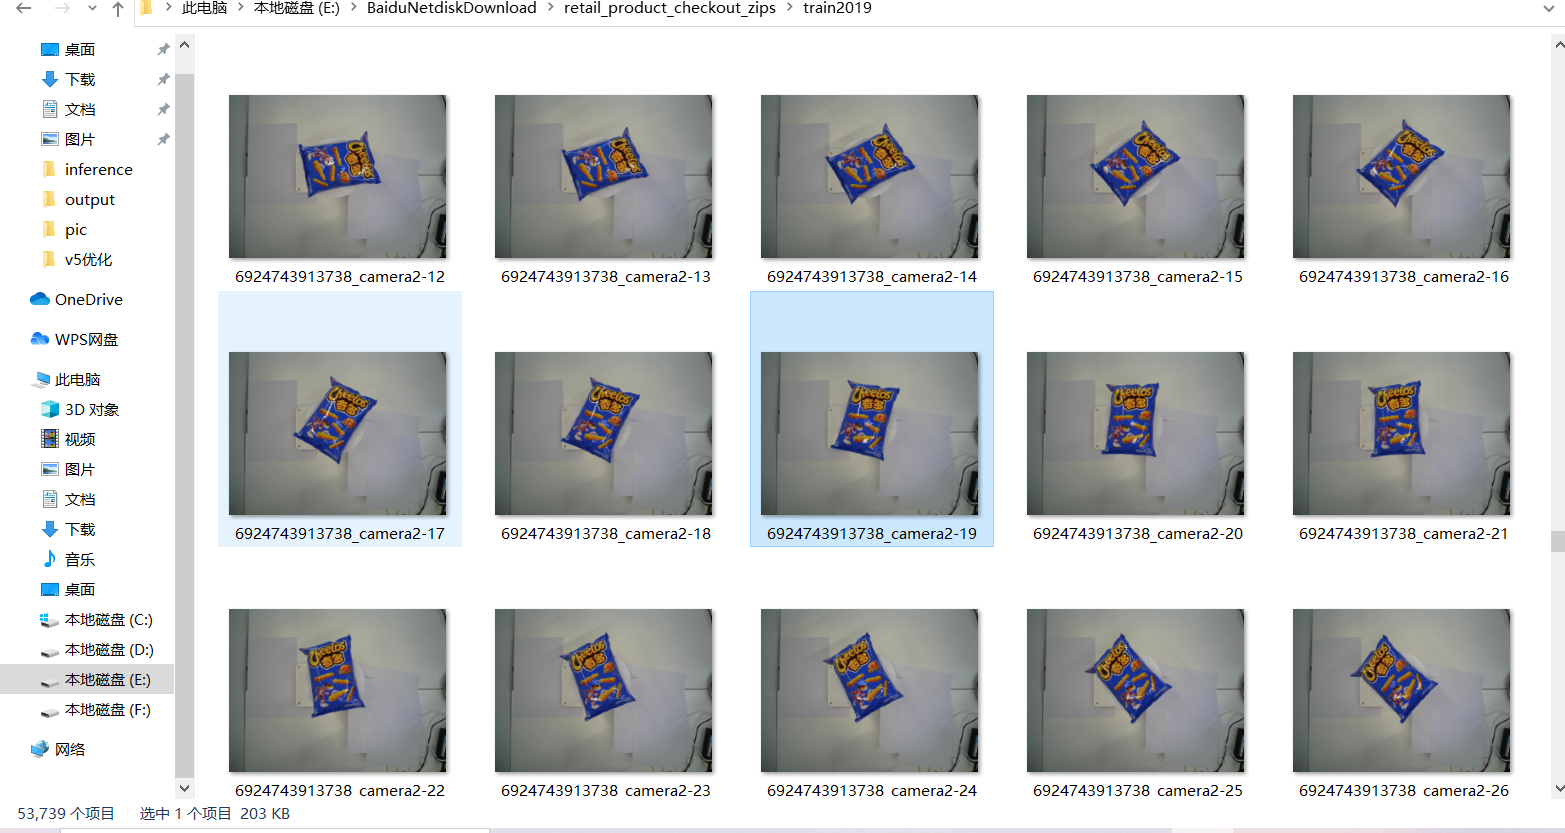 此电脑 > 本地磁盘 (E:) > BaiduNetdiskDownload > retail_product_checkout_zips > train2019
桌面
下载
文档
图片
inference
output
pic
v5优化
OneDrive
WPS网盘
此电脑
3D 对象
视频
图片
文档
下载
音乐
桌面
本地磁盘 (C:)
本地磁盘 (D:)
本地磁盘 (E:)
本地磁盘 (F:)
网络
6924743913738_camera2-12
6924743913738_camera2-13
6924743913738_camera2-14
6924743913738_camera2-15
6924743913738_camera2-16
Cheetos
奇多
6924743913738_camera2-17
6924743913738_camera2-18
6924743913738_camera2-19
6924743913738_camera2-20
6924743913738_camera2-21
6924743913738_camera2-22
6924743913738_camera2-23
6924743913738_camera2-24
6924743913738_camera2-25
6924743913738_camera2-26
53,739 个项目 选中 1 个项目 203 KB